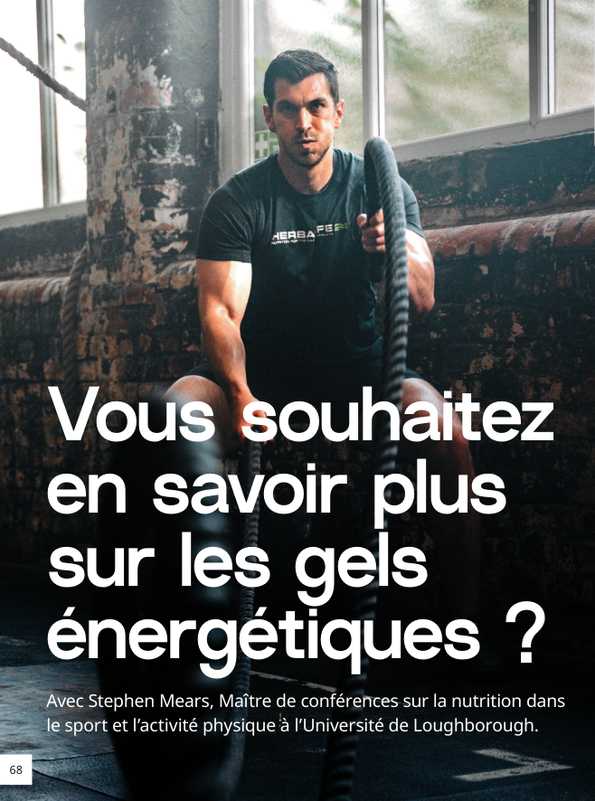 Vous souhaitez
en savoir plus
sur les gels
énergétiques ?
Avec Stephen Mears, Maître de conférences sur la nutrition dans
le sport et l'activité physique à l'Université de Loughborough.
68